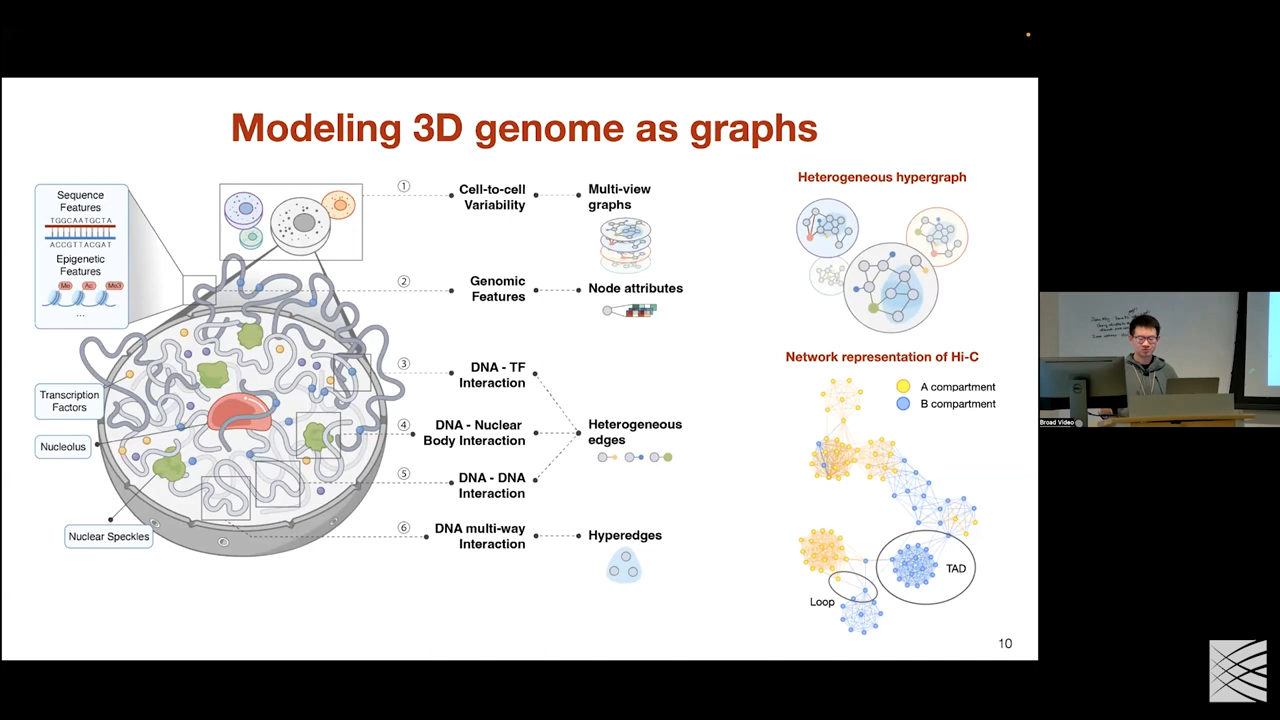 Modeling 3D genome as graphs
Sequence
Features
TGGCAATGCTA
ACCGTTACGAT
Epigenetic
Features
Me Ac Me3
...
Transcription
Factors
Nucleolus
Nuclear Speckles
①
Cell-to-cell
Variability
Multi-view
graphs
②
Genomic
Features
Node attributes
③
DNA - TF
Interaction
④
DNA - Nuclear
Body Interaction
⑤
DNA - DNA
Interaction
Heterogeneous
edges
⑥
DNA multi-way
Interaction
Hyperedges
Heterogeneous hypergraph
Network representation of Hi-C
A compartment
B compartment
TAD
Loop
10
Broad Video